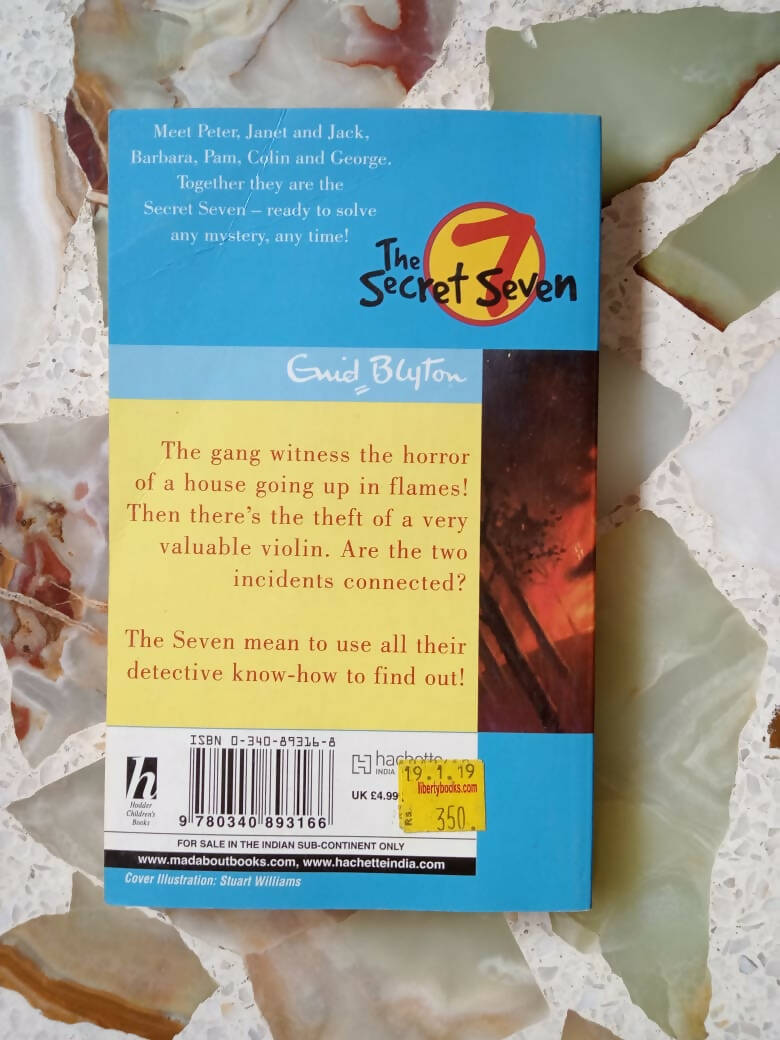 Meet Peter, Janet and Jack,
Barbara, Pam, Colin and George.
Together they are the
Secret Seven – ready to solve
any mystery, any time!
7
The
Secret Seven
Enid Blyton
The gang witness the horror
of a house going up in flames!
Then there's the theft of a very
valuable violin. Are the two
incidents connected?
The Seven mean to use all their
detective know-how to find out!
ISBN 0-340-89316-8
9 780340 893166
h
Hodder
Children's
Books
h hachette
INDIA
UK £4.99
19.1.19
libertybooks.com
Rs. 350.
FOR SALE IN THE INDIAN SUB-CONTINENT ONLY
www.madaboutbooks.com, www.hachetteindia.com
Cover Illustration: Stuart Williams